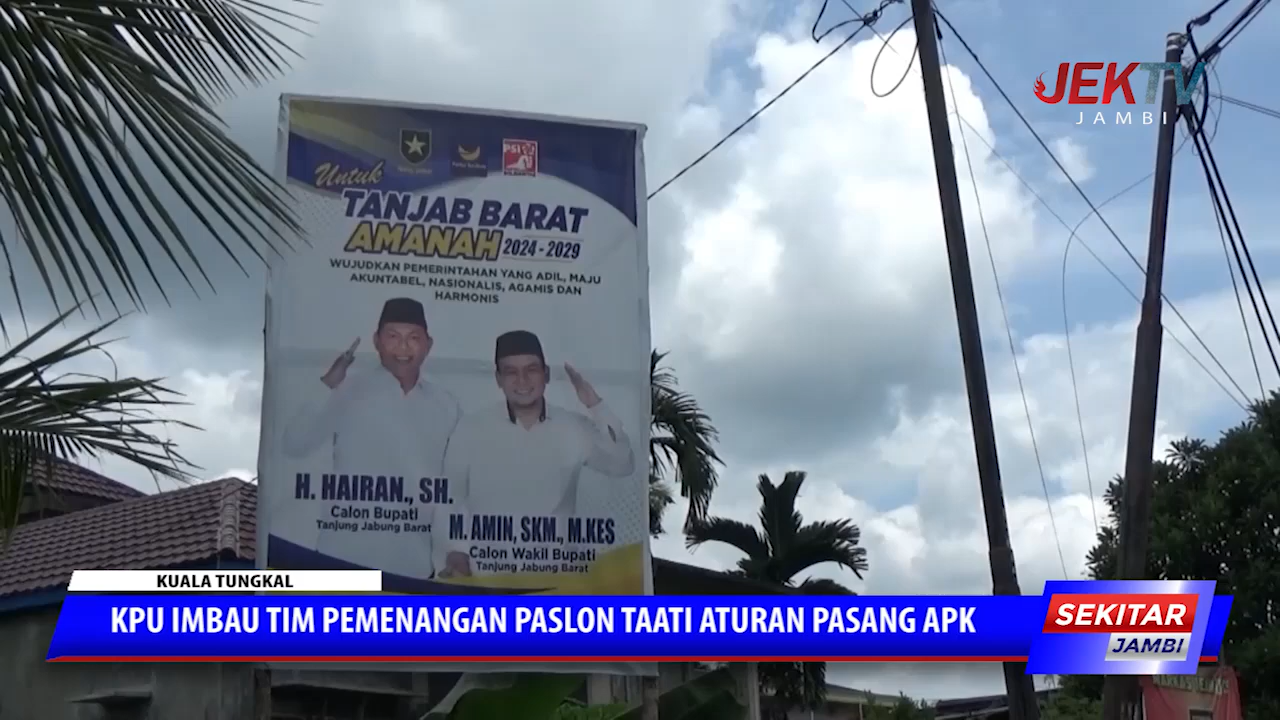 JEKTV
JAMBI
PSI
Untuk
TANJAB BARAT
AMANAH 2024 - 2029
WUJUDKAN PEMERINTAHAN YANG ADIL, MAJU
AKUNTABEL, NASIONALIS, AGAMIS DAN
HARMONIS
H. HAIRAN., SH.
Calon Bupati
Tanjung Jabung Barat
M. AMIN, SKM., M.KES
Calon Wakil Bupati
Tanjung Jabung Barat
KUALA TUNGKAL
KPU IMBAU TIM PEMENANGAN PASLON TAATI ATURAN PASANG APK
SEKITAR
JAMBI